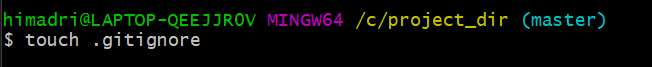 himadri@LAPTOP-QEEJJROV MINGW64 /c/project_dir (master)
$ touch .gitignore